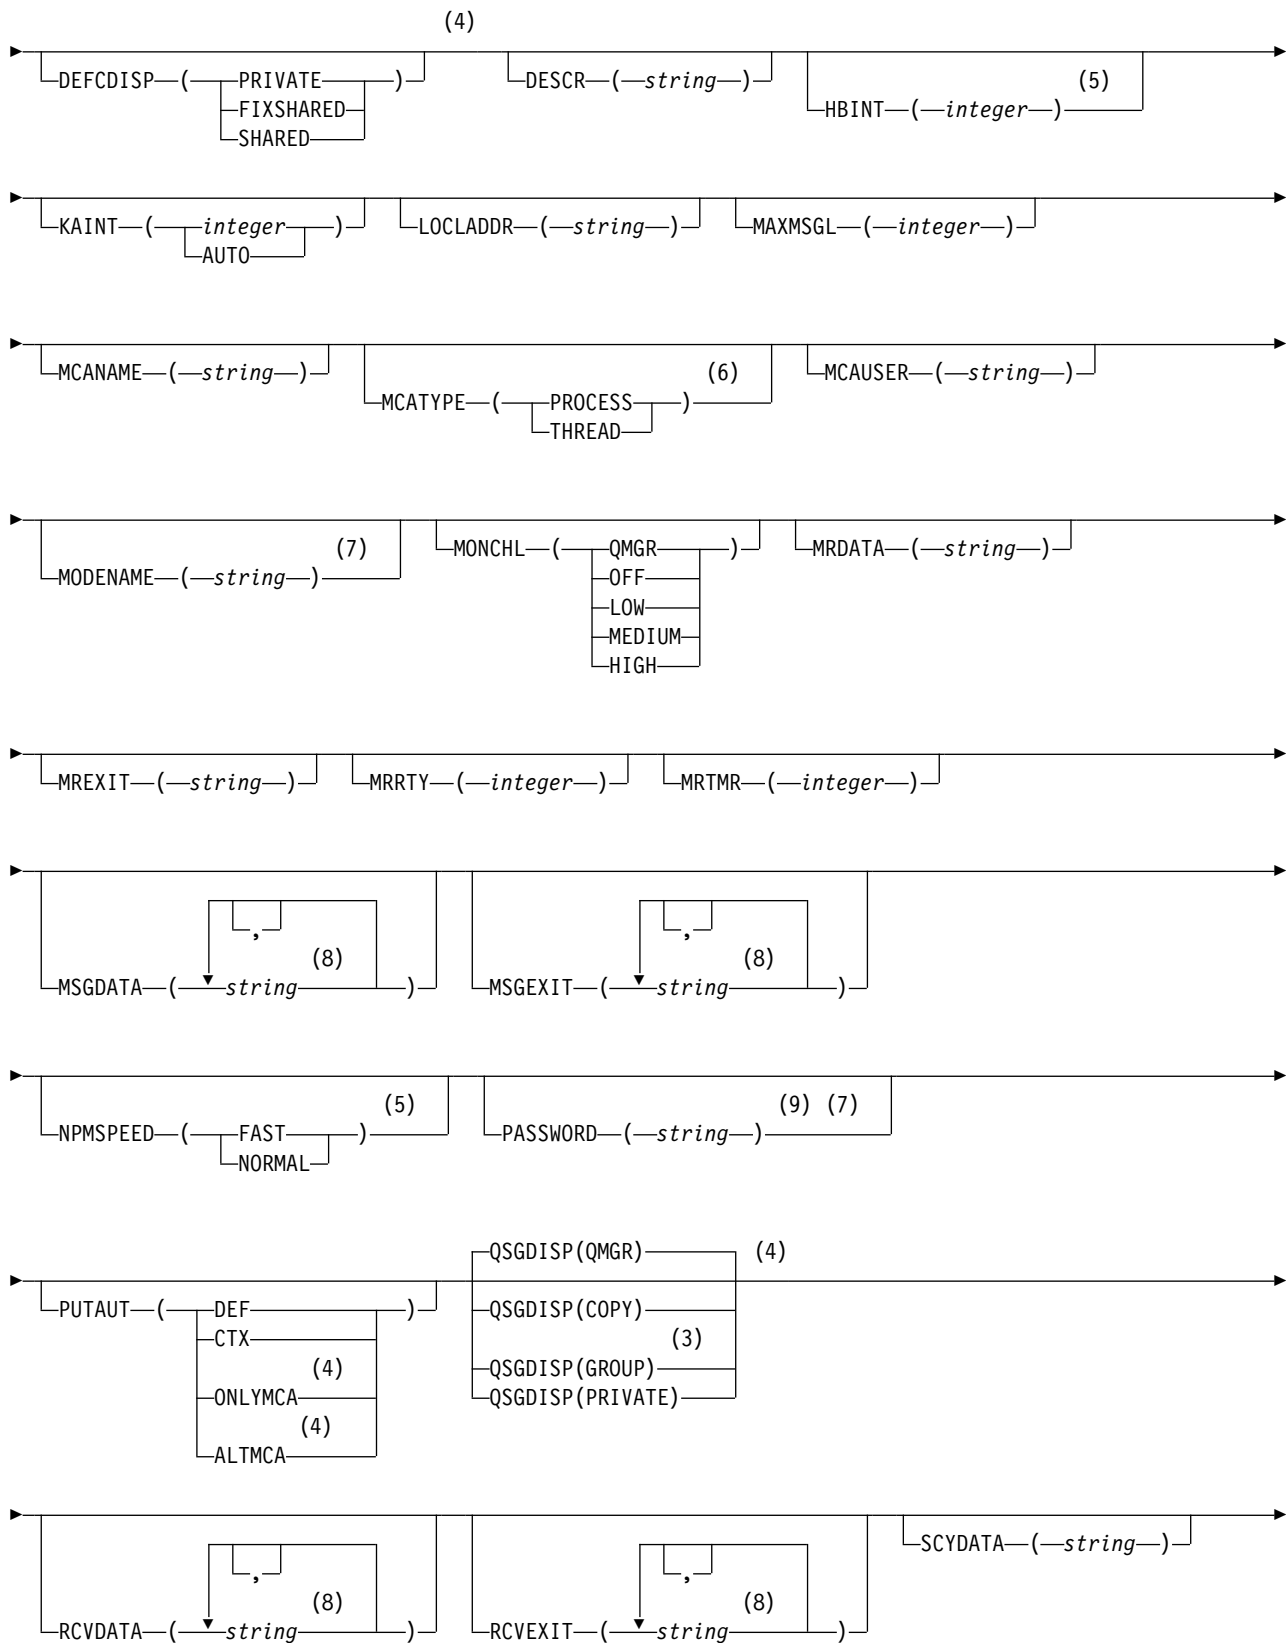 (4)
DEFCDISP ( PRIVATE ) DESCR ( string ) (5)
FIXSHARED HBINT ( integer )
SHARED
KAINT ( integer ) LOCLADDR ( string ) MAXMSGL ( integer )
AUTO
MCANAME ( string ) (6) MCAUSER ( string )
MCATYPE ( PROCESS )
THREAD
(7) MONCHL ( QMGR ) MRDATA ( string )
MODENAME ( string ) OFF
LOW
MEDIUM
HIGH
MREXIT ( string ) MRRTY ( integer ) MRTMR ( integer )
, ,
(8) (8)
MSGDATA ( string ) MSGEXIT ( string )
(5) (9) (7)
NPMSPEED ( FAST ) PASSWORD ( string )
NORMAL
QSGDISP(QMGR) (4)
PUTAUT ( DEF ) QSGDISP(COPY)
CTX (3)
(4) QSGDISP(GROUP)
ONLYMCA QSGDISP(PRIVATE)
(4)
ALTMCA
SCYDATA ( string )
, ,
(8) (8)
RCVDATA ( string ) RCVEXIT ( string )